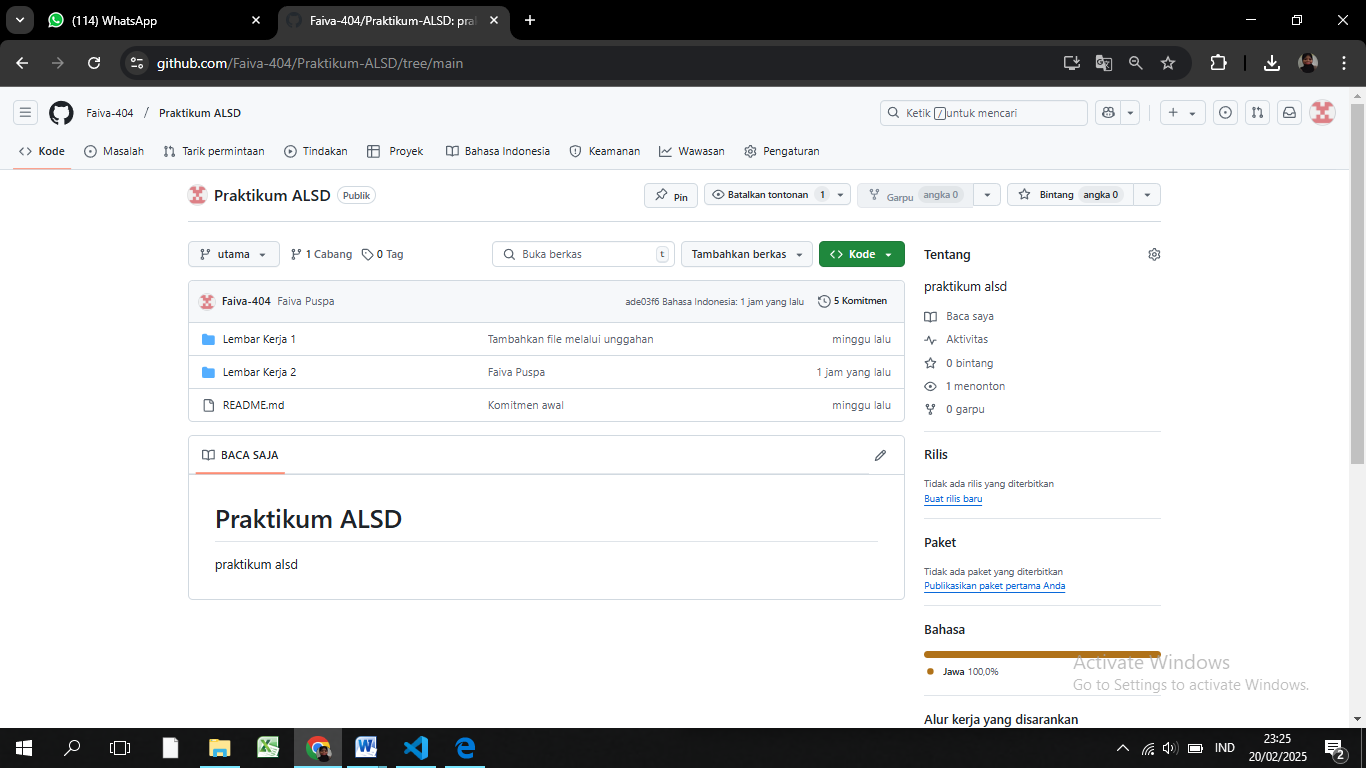 (114) WhatsApp
Faiva-404/Praktikum-ALSD: pra
github.com/Faiva-404/Praktikum-ALSD/tree/main
Faiva-404 / Praktikum ALSD
Ketik / untuk mencari
Kode Masalah Tarik permintaan Tindakan Proyek Bahasa Indonesia Keamanan Wawasan Pengaturan
Praktikum ALSD Publik
Pin Batalkan tontonan 1 Garpu angka 0 Bintang angka 0
utama 1 Cabang 0 Tag Buka berkas t Tambahkan berkas Kode
Faiva-404 Faiva Puspa ade03f6 Bahasa Indonesia: 1 jam yang lalu 5 Komitmen
Lembar Kerja 1 Tambahkan file melalui unggahan minggu lalu
Lembar Kerja 2 Faiva Puspa 1 jam yang lalu
README.md Komitmen awal minggu lalu
BACA SAJA
Praktikum ALSD
praktikum alsd
Tentang
praktikum alsd
Baca saya
Aktivitas
0 bintang
1 menonton
0 garpu
Rilis
Tidak ada rilis yang diterbitkan
Buat rilis baru
Paket
Tidak ada paket yang diterbitkan
Publikasikan paket pertama Anda
Bahasa
Jawa 100,0%
Alur kerja yang disarankan
Activate Windows
Go to Settings to activate Windows.
IND
23:25
20/02/2025
2